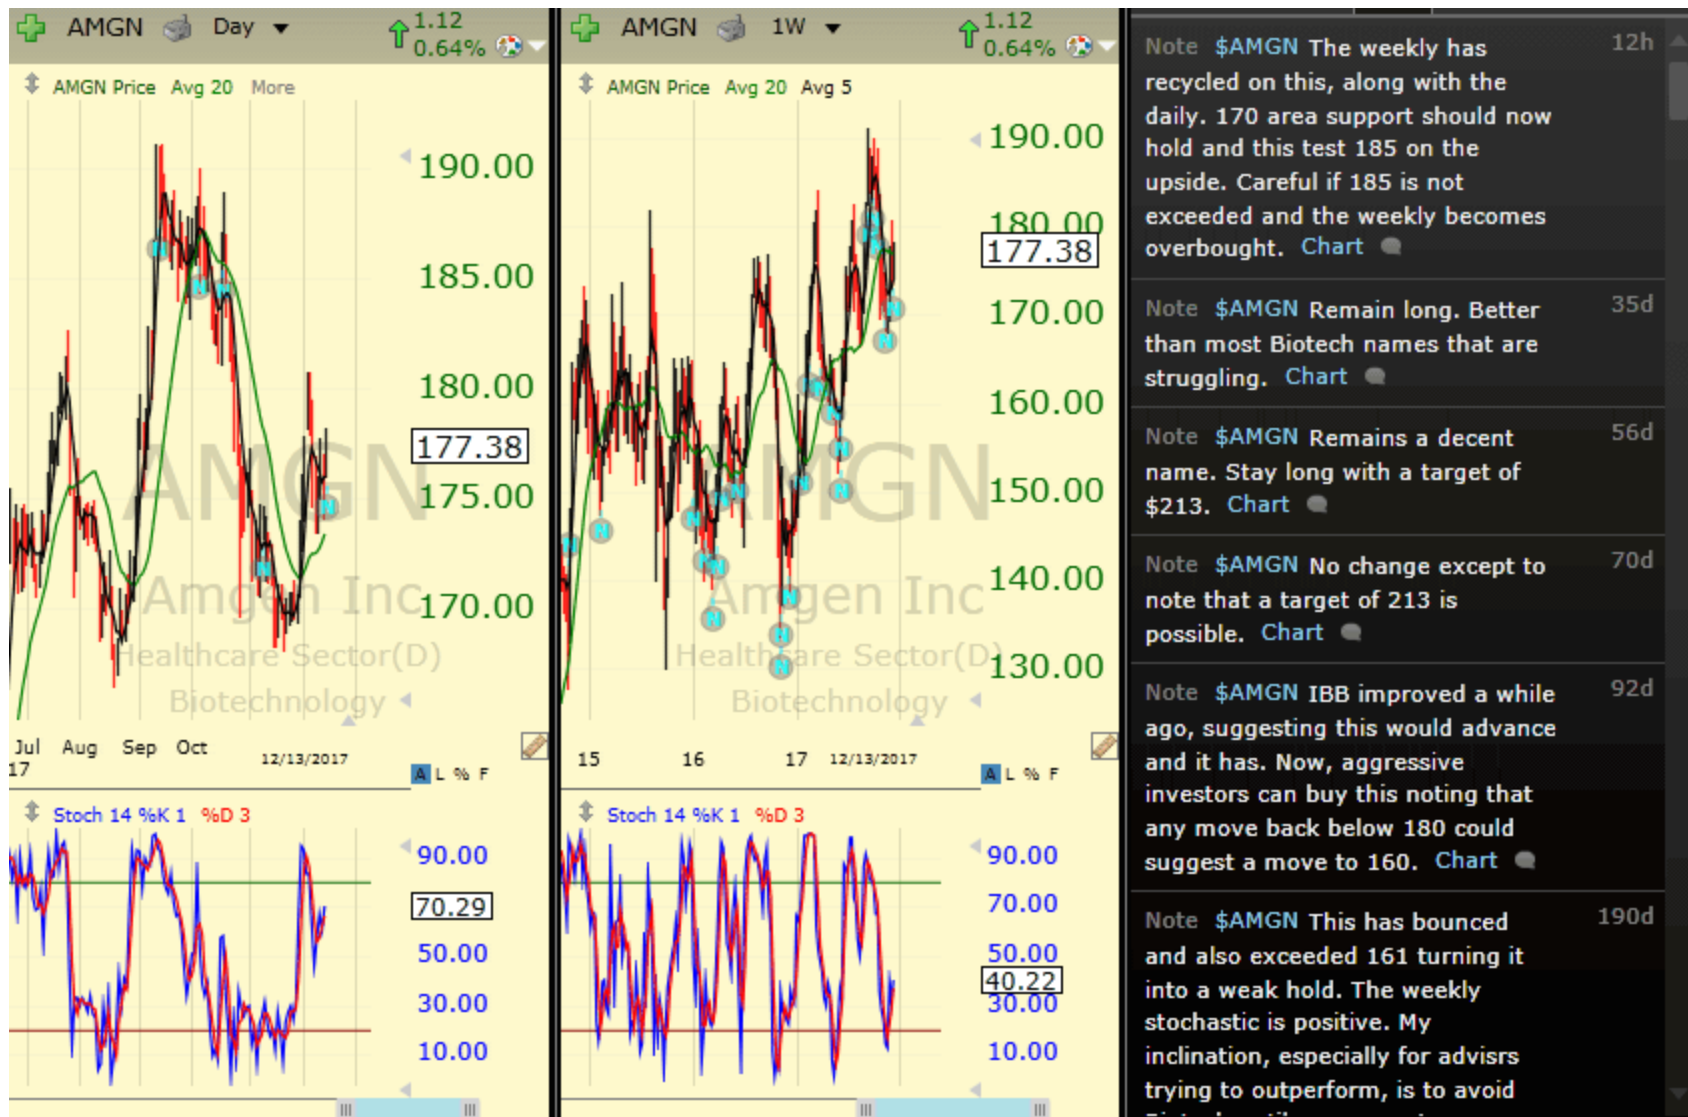 AMGN Day 1.12
0.64%
AMGN Price Avg 20 More
190.00
185.00
180.00
177.38
175.00
170.00
AMGN
Amgen Inc
Healthcare Sector(D)
Biotechnology
Jul Aug Sep Oct 12/13/2017
17
A L % F
Stoch 14 %K 1 %D 3
90.00
70.29
50.00
30.00
10.00
AMGN 1W 1.12
0.64%
AMGN Price Avg 20 Avg 5
190.00
180.00
177.38
170.00
160.00
150.00
140.00
130.00
AMGN
Amgen Inc
Healthcare Sector(D)
Biotechnology
15 16 17 12/13/2017
A L % F
Stoch 14 %K 1 %D 3
90.00
70.00
50.00
40.22
30.00
10.00
Note $AMGN The weekly has 12h
recycled on this, along with the
daily. 170 area support should now
hold and this test 185 on the
upside. Careful if 185 is not
exceeded and the weekly becomes
overbought. Chart
Note $AMGN Remain long. Better 35d
than most Biotech names that are
struggling. Chart
Note $AMGN Remains a decent 56d
name. Stay long with a target of
$213. Chart
Note $AMGN No change except to 70d
note that a target of 213 is
possible. Chart
Note $AMGN IBB improved a while 92d
ago, suggesting this would advance
and it has. Now, aggressive
investors can buy this noting that
any move back below 180 could
suggest a move to 160. Chart
Note $AMGN This has bounced 190d
and also exceeded 161 turning it
into a weak hold. The weekly
stochastic is positive. My
inclination, especially for advisrs
trying to outperform, is to avoid